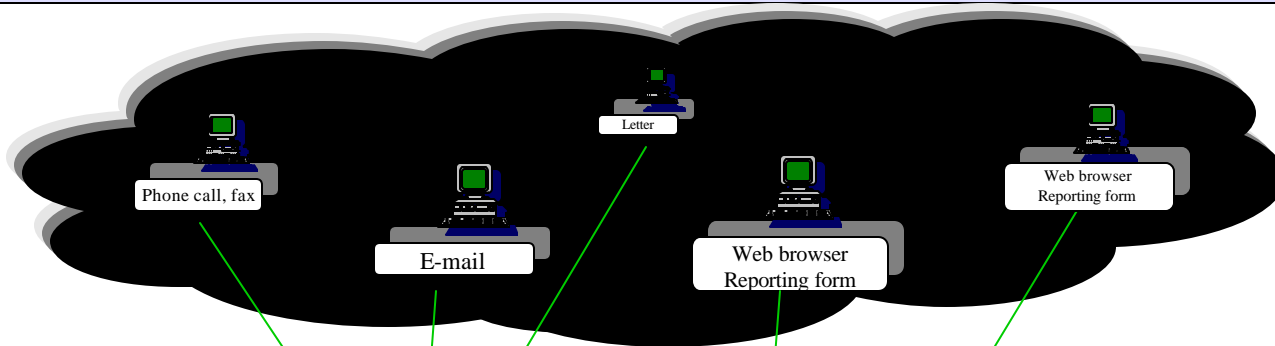 Letter
Phone call, fax
Web browser
Reporting form
E-mail
Web browser
Reporting form